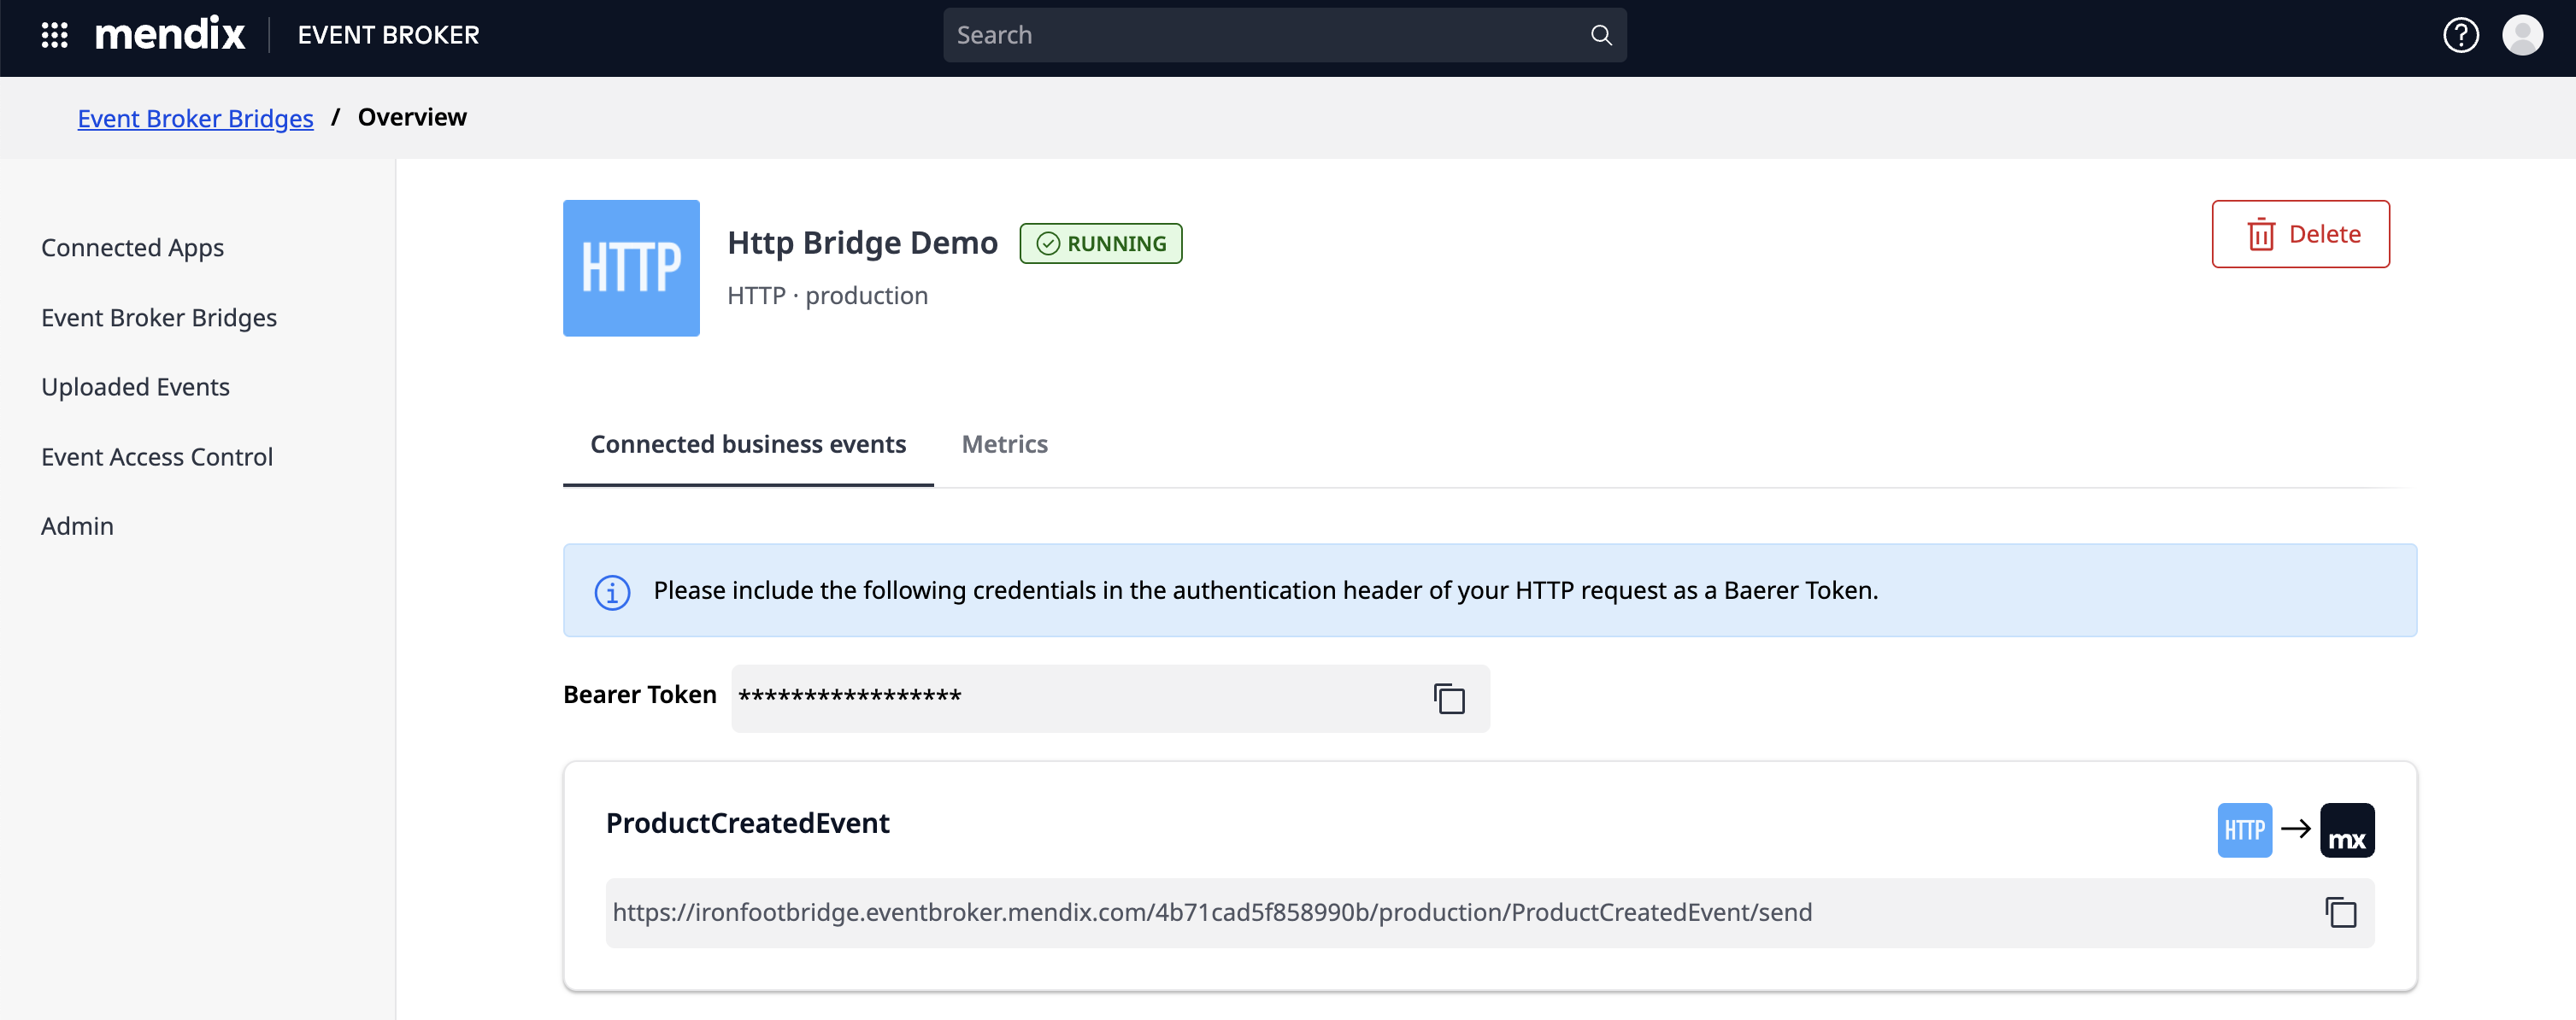 mendix EVENT BROKER Search
Event Broker Bridges / Overview
Connected Apps
Event Broker Bridges
Uploaded Events
Event Access Control
Admin
HTTP
Http Bridge Demo RUNNING
HTTP · production
Delete
Connected business events Metrics
Please include the following credentials in the authentication header of your HTTP request as a Baerer Token.
Bearer Token *****************
ProductCreatedEvent
HTTP → mx
https://ironfootbridge.eventbroker.mendix.com/4b71cad5f858990b/production/ProductCreatedEvent/send